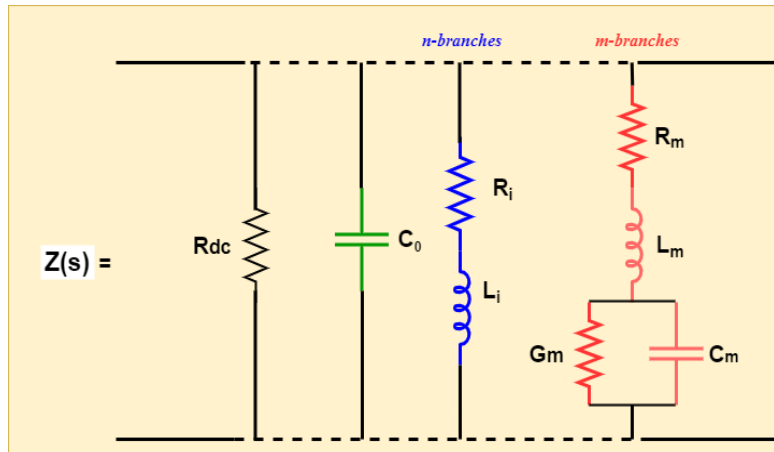 n-branches
m-branches
Rm
Ri
Rdc
C0
Z(s) =
Lm
Li
Gm
Cm